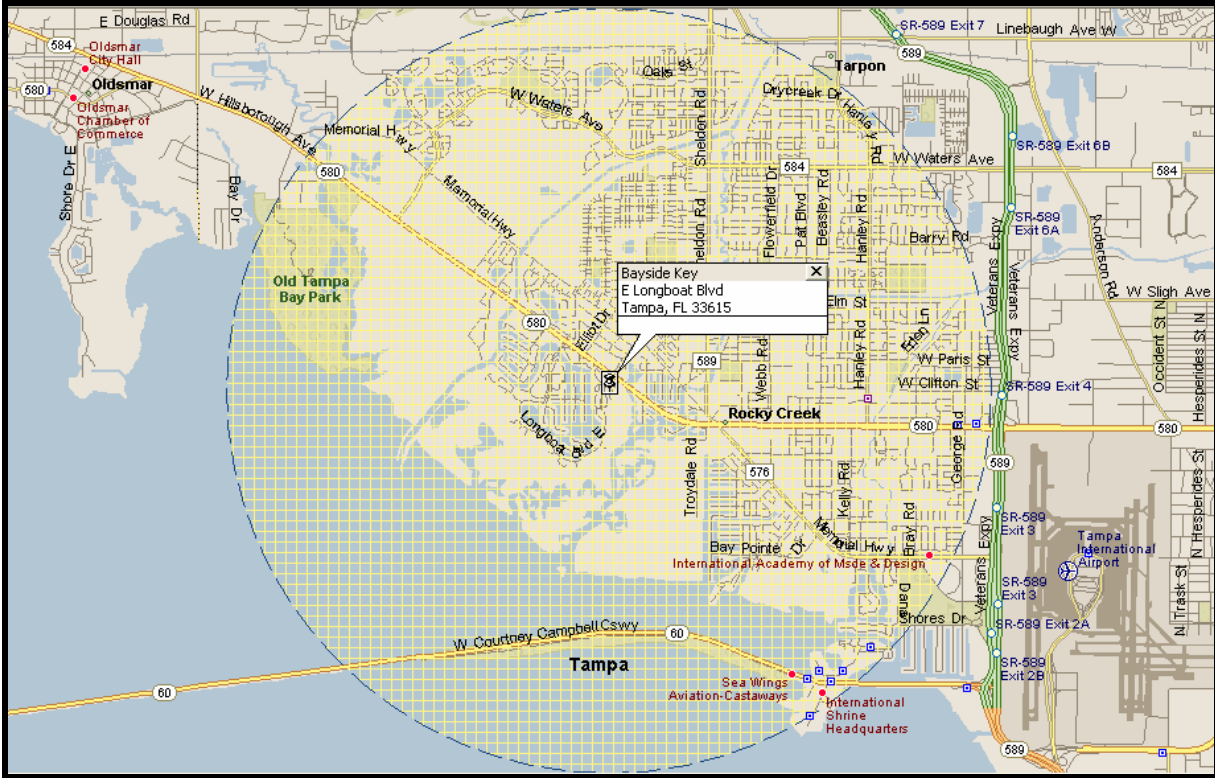 E Douglas Rd
SR-589 Exit 7
Linebaugh Ave W
584
Oldsmar
City Hall
589
Oaks St
Tarpon
Oldsmar
580
W Hillsborough Ave
W Waters Ave
Drycreek Dr
Hanley Rd
Oldsmar
Chamber of
Commerce
Memorial Hwy
Sheldon Rd
SR-589 Exit 6B
W Waters Ave
580
584
584
Shore Dr E
Bay Dr
Memorial Hwy
Flowerfield Dr
Pat Blvd
Beasley Rd
Hanley Rd
SR-589
Exit 6A
Anderson Rd
Barry Rd
Sheldon Rd
Veterans Expy
Veterans Expy
Bayside Key
E Longboat Blvd
Tampa, FL 33615
Old Tampa
Bay Park
Elm St
W Sligh Ave
580
Elliot Dr
Erlen Ln
Occident St N
Hesperides St N
589
Webb Rd
Hanley Rd
W Paris St
W Clifton St
SR-589 Exit 4
Longboat Blvd E
Rocky Creek
580
580
George Rd
589
576
Troydale Rd
Kelly Rd
N Hesperides St
Memorial Hwy
Bray Rd
SR-589
Exit 3
Bay Pointe Dr
Tampa
International
Airport
International Academy of Msde & Design
Veterans Expy
SR-589
Exit 3
Dana
Shores Dr
N Trask St
SR-589 Exit 2A
W Courtney Campbell Cswy
60
Tampa
SR-589
Exit 2B
Sea Wings
Aviation-Castaways
60
International
Shrine
Headquarters
589